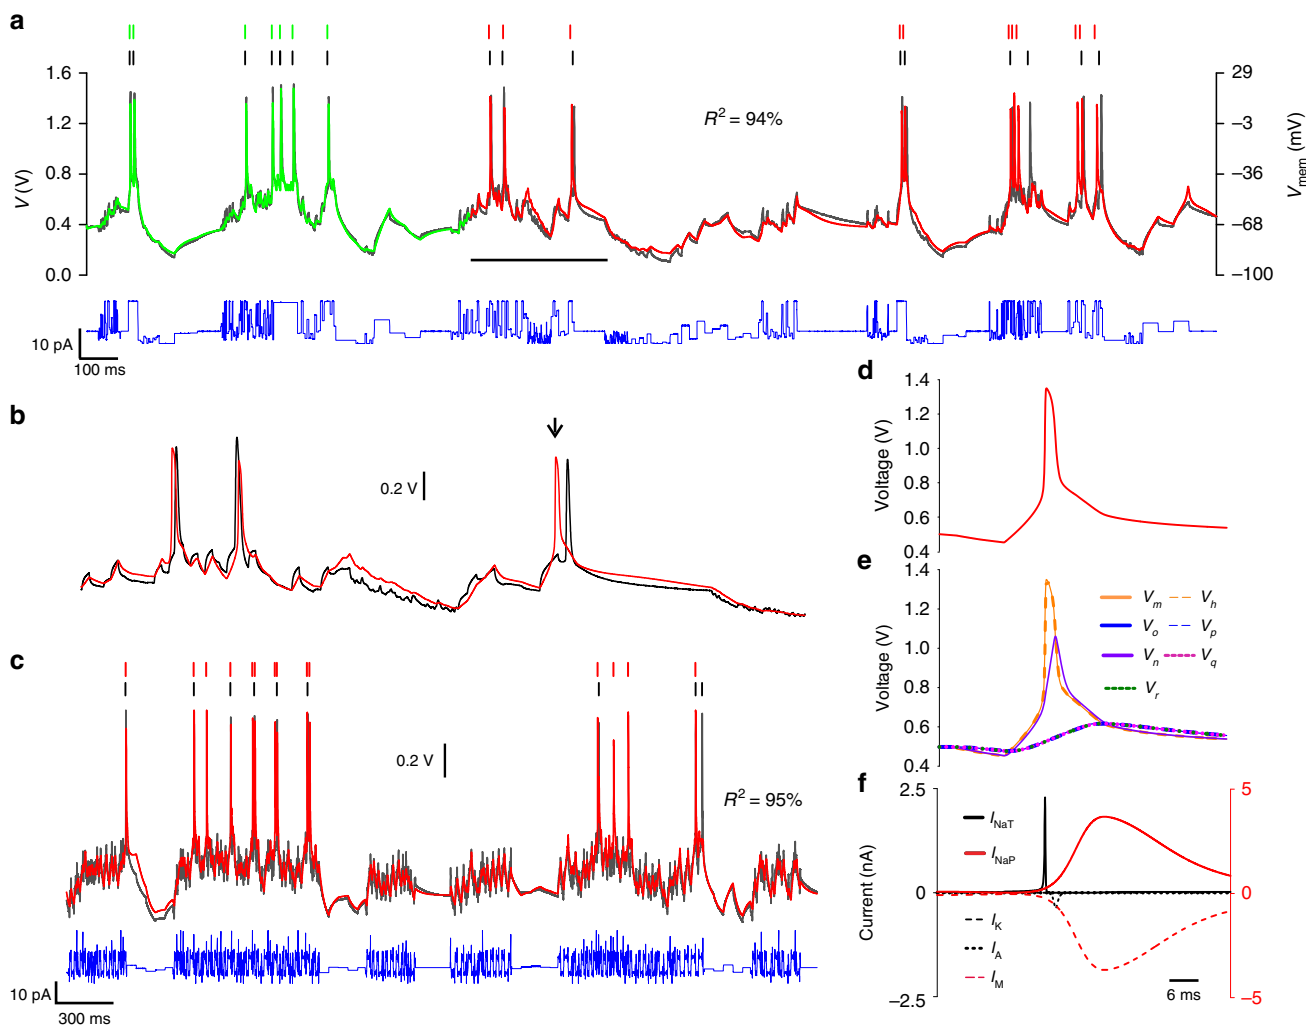 a
1.6
1.2
0.8
0.4
0.0
V (V)
R² = 94%
29
−3
−36
−68
−100
Vmem (mV)
10 pA
100 ms
b
0.2 V
c
0.2 V
R² = 95%
10 pA
300 ms
d
1.4
1.2
1.0
0.8
0.6
0.4
Voltage (V)
e
1.4
1.2
1.0
0.8
0.6
0.4
Voltage (V)
Vm Vh
Vo Vp
Vn Vq
Vr
f
2.5
0
−2.5
Current (nA)
INaT
INaP
IK
IA
IM
5
0
−5
6 ms